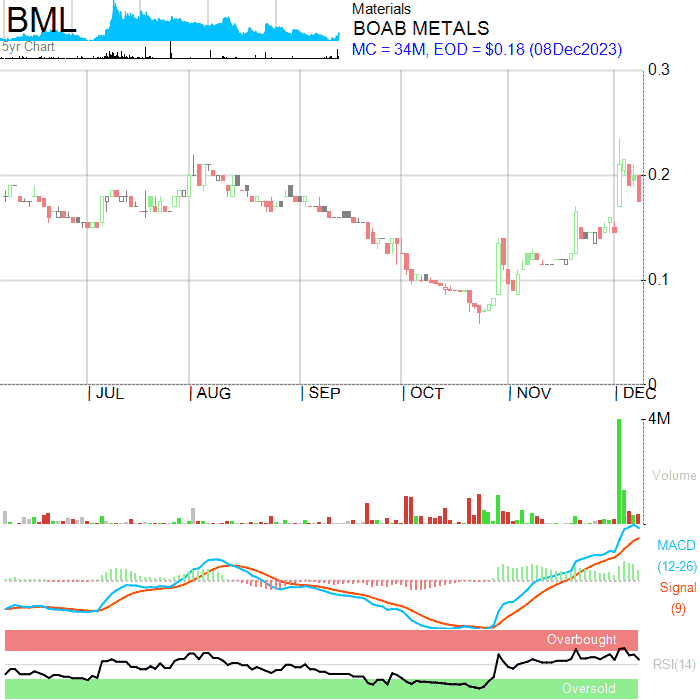 BML
5yr Chart
Materials
BOAB METALS
MC = 34M, EOD = $0.18 (08Dec2023)
0.3
0.2
0.1
0
JUL
AUG
SEP
OCT
NOV
DEC
4M
Volume
MACD
(12-26)
Signal
(9)
Overbought
RSI(14)
Oversold